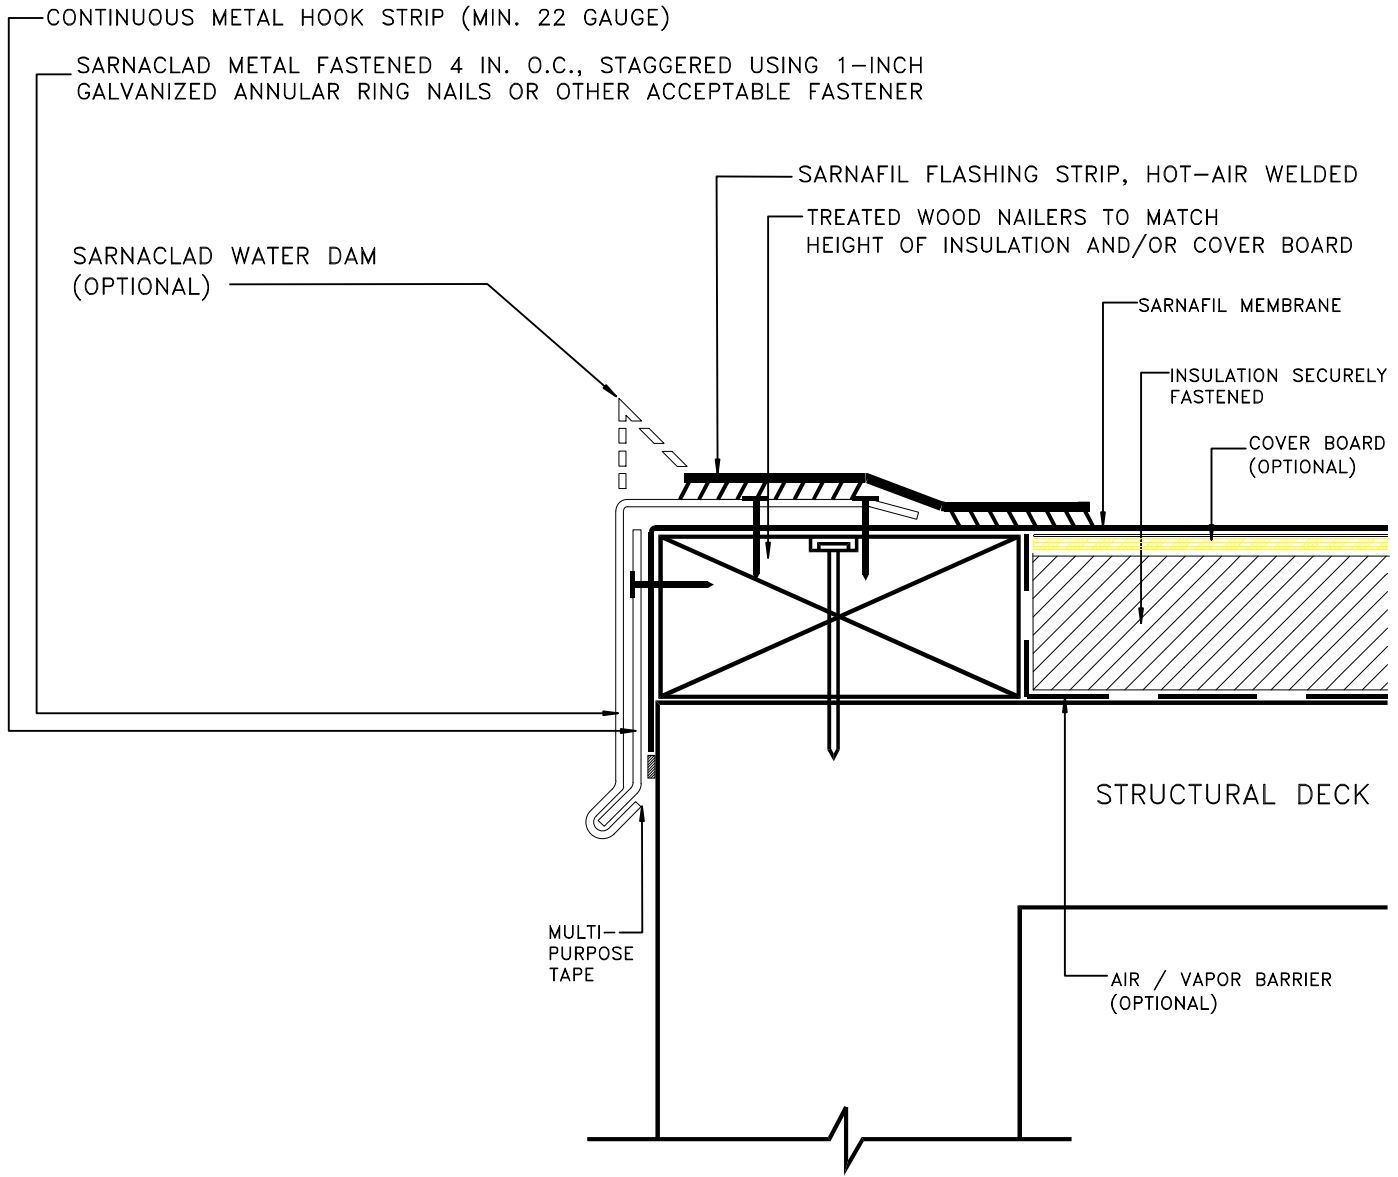 CONTINUOUS METAL HOOK STRIP (MIN. 22 GAUGE)
SARNACLAD METAL FASTENED 4 IN. O.C., STAGGERED USING 1-INCH
GALVANIZED ANNULAR RING NAILS OR OTHER ACCEPTABLE FASTENER
SARNAFIL FLASHING STRIP, HOT-AIR WELDED
TREATED WOOD NAILERS TO MATCH
HEIGHT OF INSULATION AND/OR COVER BOARD
SARNACLAD WATER DAM
(OPTIONAL)
SARNAFIL MEMBRANE
INSULATION SECURELY
FASTENED
COVER BOARD
(OPTIONAL)
STRUCTURAL DECK
MULTI-
PURPOSE
TAPE
AIR / VAPOR BARRIER
(OPTIONAL)